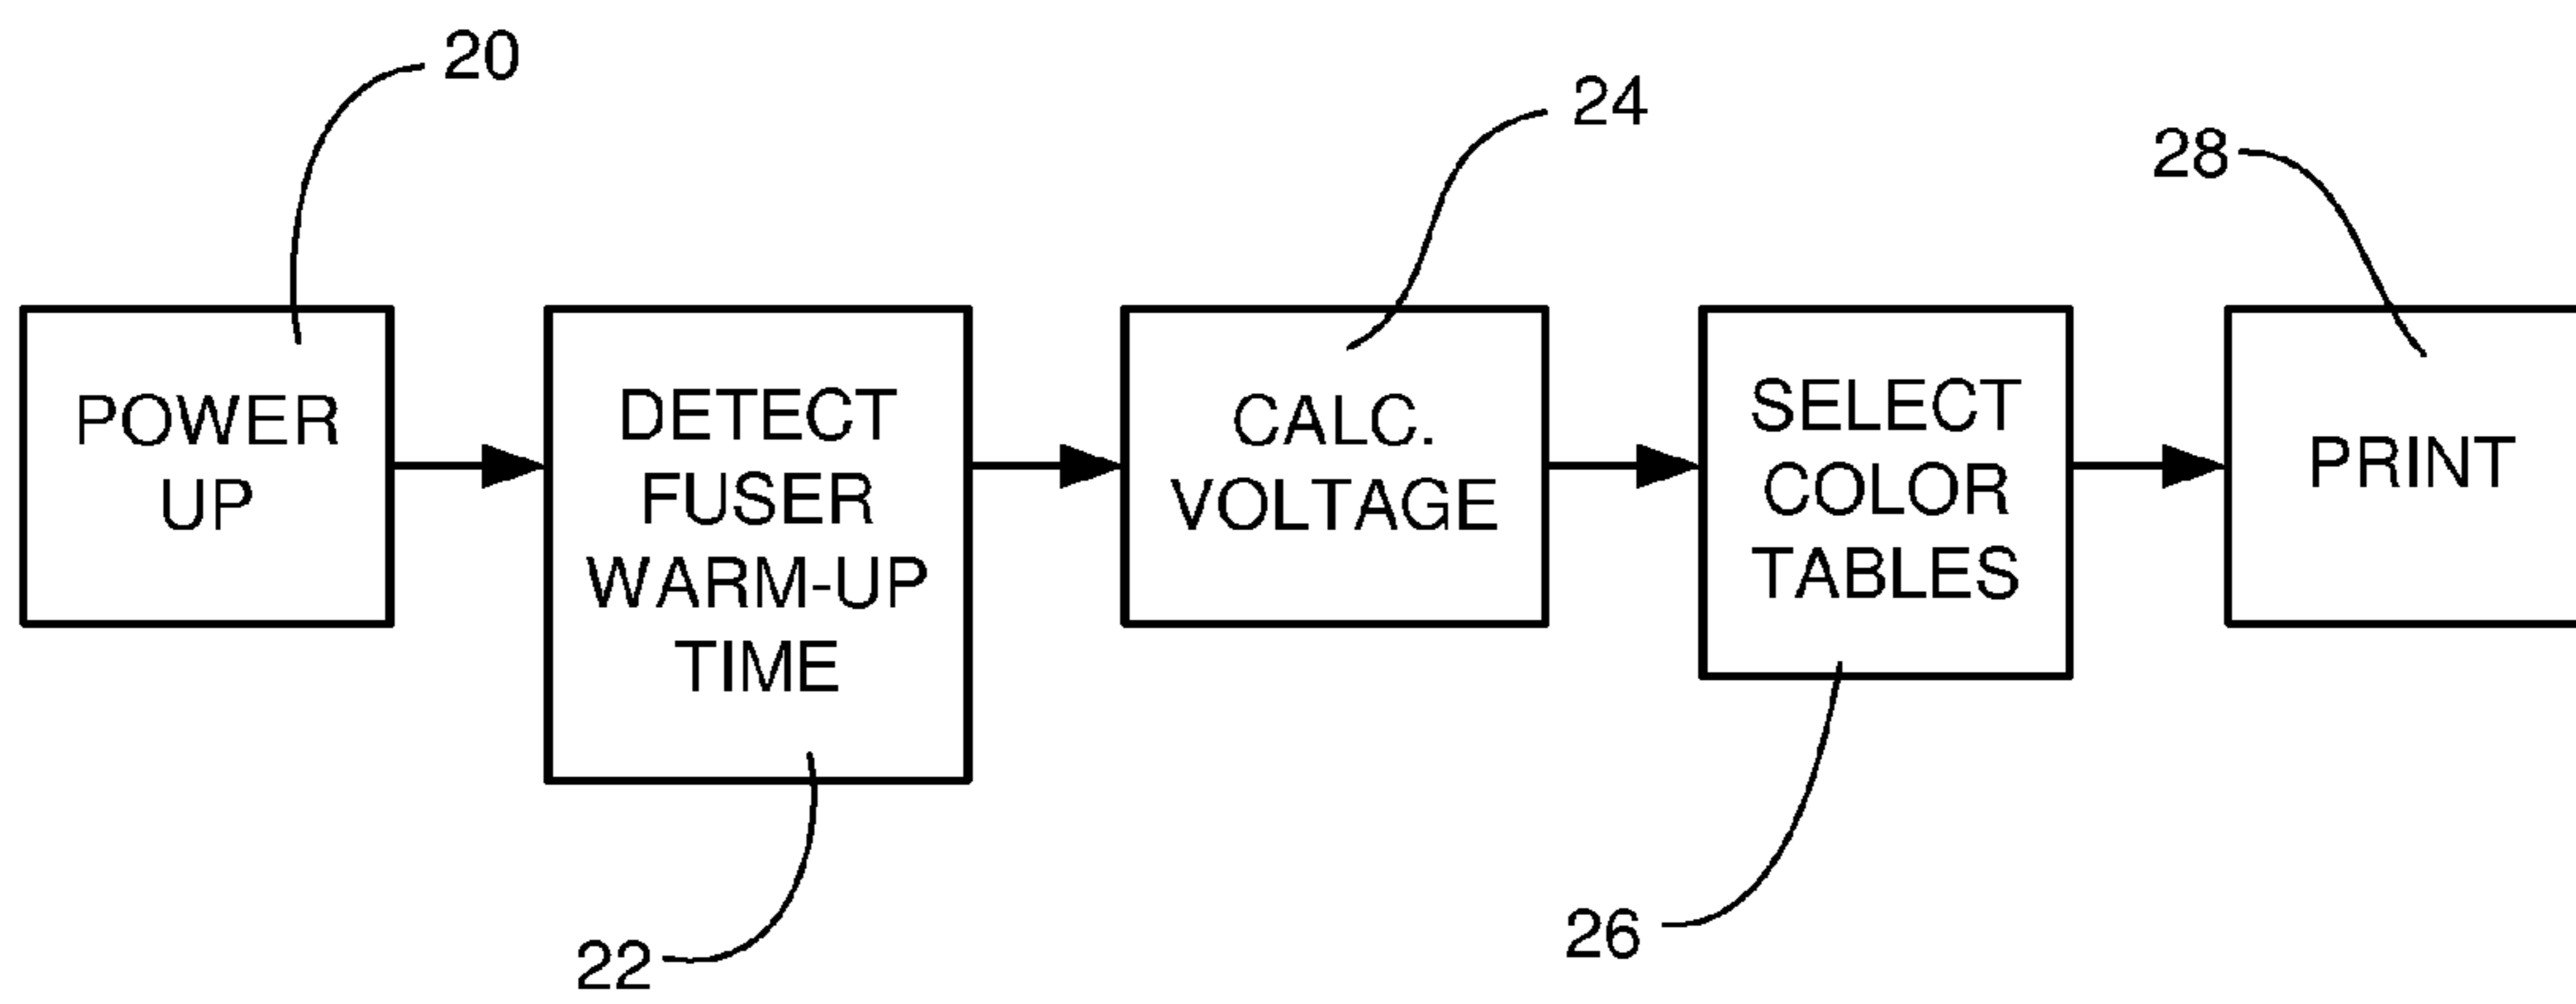 20
24
28
POWER
UP
DETECT
FUSER
WARM-UP
TIME
CALC.
VOLTAGE
SELECT
COLOR
TABLES
PRINT
22
26